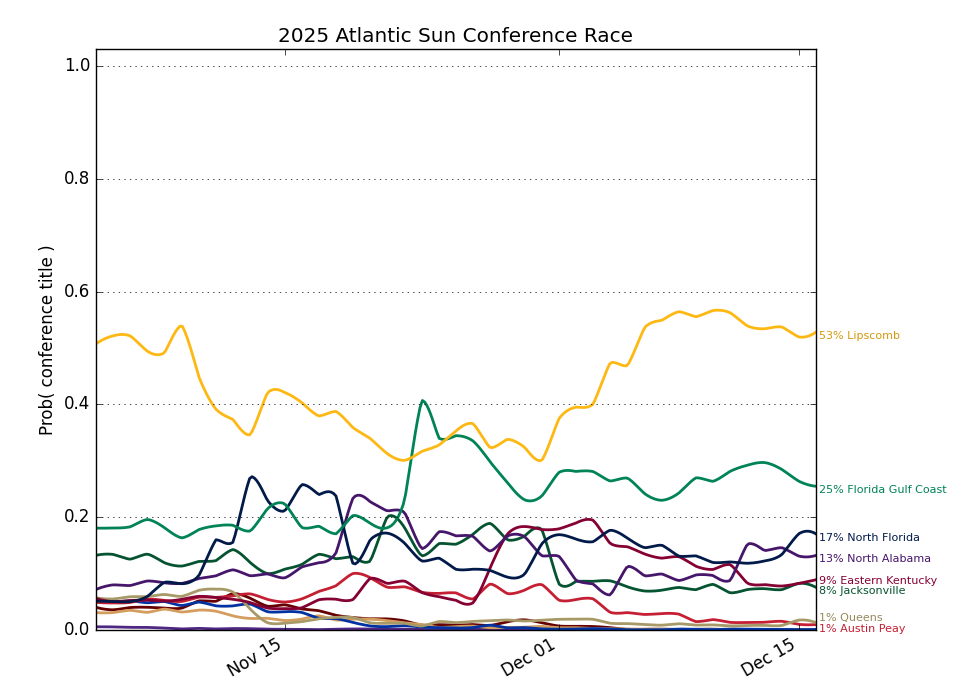 2025 Atlantic Sun Conference Race
Prob( conference title )
1.0
0.8
0.6
0.4
0.2
0.0
Nov 15
Dec 01
Dec 15
53% Lipscomb
25% Florida Gulf Coast
17% North Florida
13% North Alabama
9% Eastern Kentucky
8% Jacksonville
1% Queens
1% Austin Peay